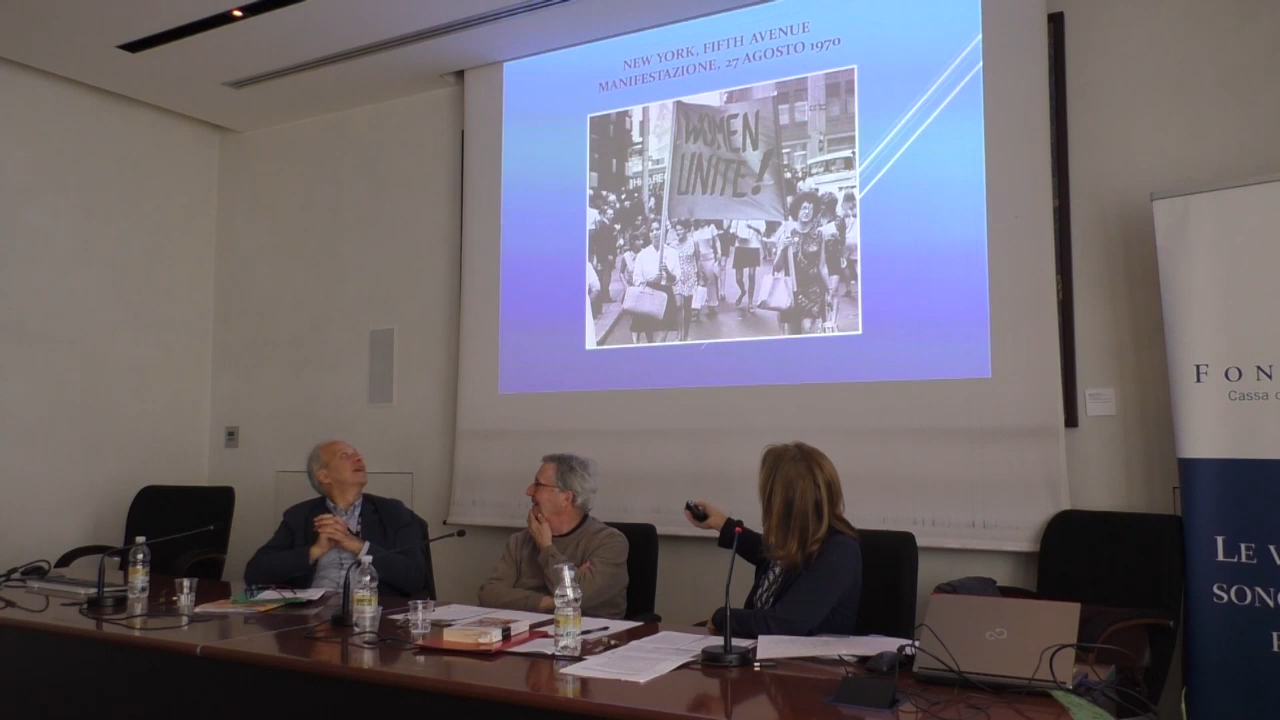 NEW YORK, FIFTH AVENUE
MANIFESTAZIONE, 27 AGOSTO 1970
WOMEN
UNITE!
FON
Cassa
LE
SONO